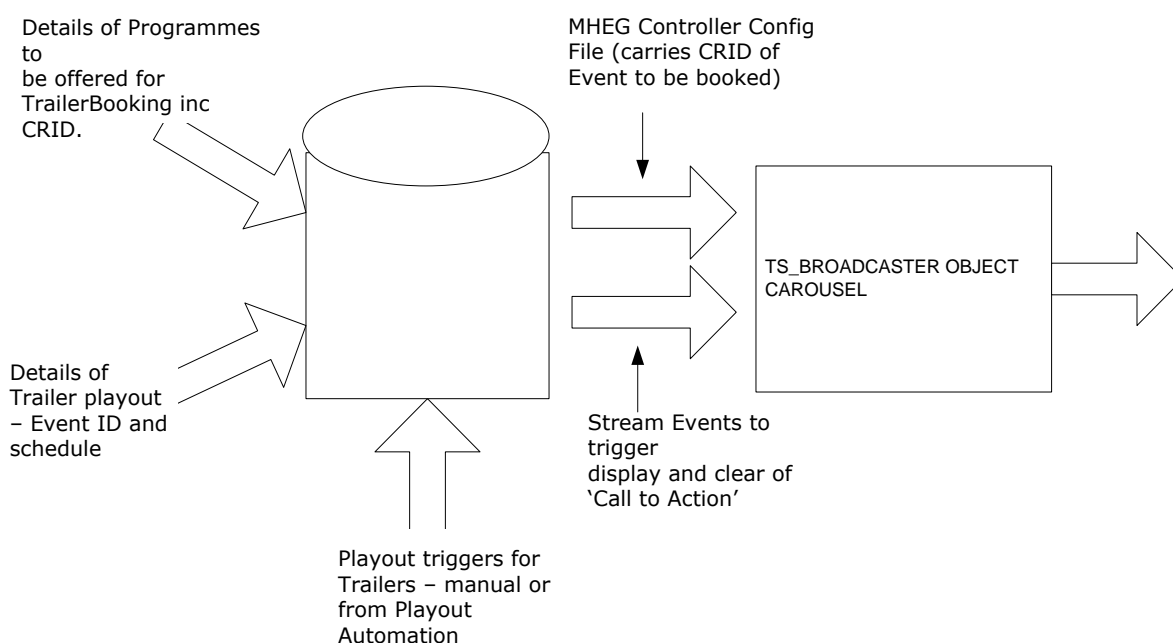 Details of Programmes
to
be offered for
TrailerBooking inc
CRID.
MHEG Controller Config
File (carries CRID of
Event to be booked)
TS_BROADCASTER OBJECT
CAROUSEL
Details of
Trailer playout
– Event ID and
schedule
Stream Events to
trigger
display and clear of
‘Call to Action’
Playout triggers for
Trailers – manual or
from Playout
Automation